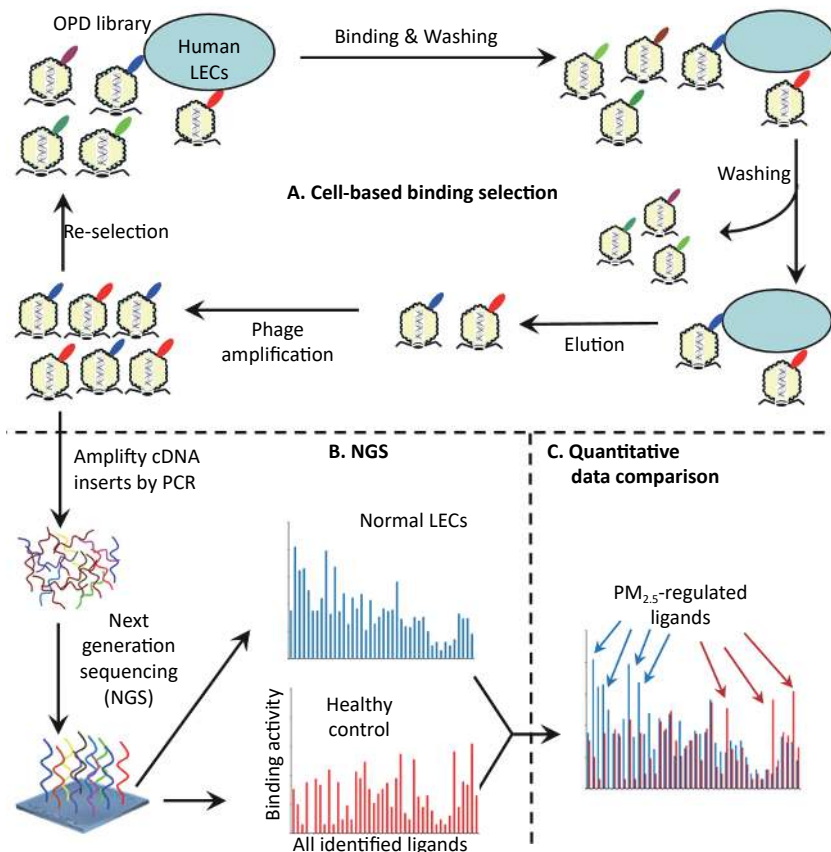 OPD library
Human
LECs
Binding & Washing
Washing
A. Cell-based binding selection
Re-selection
Phage
amplification
Elution
Amplifty cDNA
inserts by PCR
B. NGS
C. Quantitative
data comparison
Normal LECs
PM2.5-regulated
ligands
Next
generation
sequencing
(NGS)
Healthy
control
Binding activity
All identified ligands